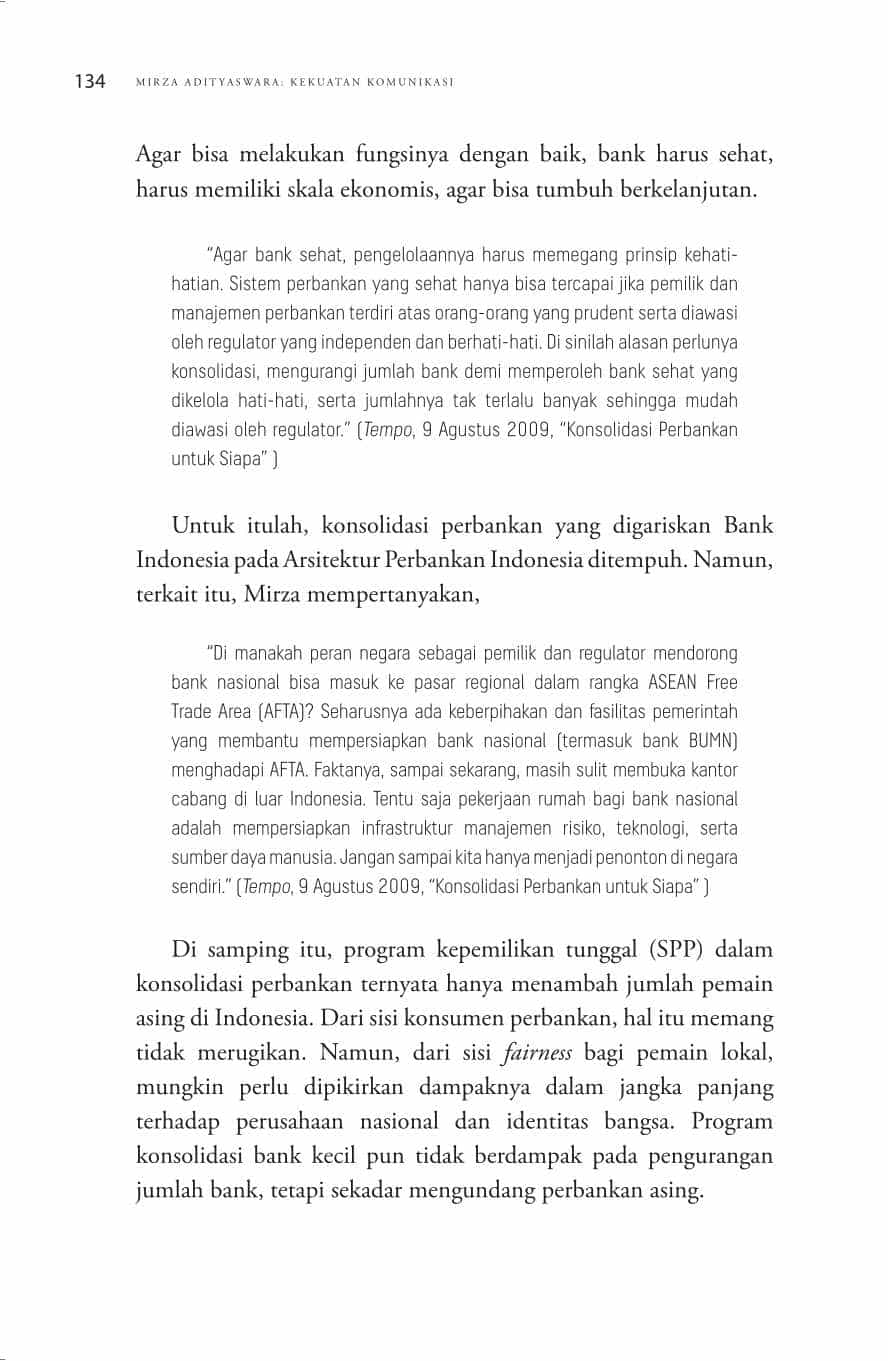 134 MIRZA ADITYASWARA: KEKUATAN KOMUNIKASI
Agar bisa melakukan fungsinya dengan baik, bank harus sehat,
harus memiliki skala ekonomis, agar bisa tumbuh berkelanjutan.
“Agar bank sehat, pengelolaannya harus memegang prinsip kehati-
hatian. Sistem perbankan yang sehat hanya bisa tercapai jika pemilik dan
manajemen perbankan terdiri atas orang-orang yang prudent serta diawasi
oleh regulator yang independen dan berhati-hati. Di sinilah alasan perlunya
konsolidasi, mengurangi jumlah bank demi memperoleh bank sehat yang
dikelola hati-hati, serta jumlahnya tak terlalu banyak sehingga mudah
diawasi oleh regulator.” (Tempo, 9 Agustus 2009, “Konsolidasi Perbankan
untuk Siapa” )
Untuk itulah, konsolidasi perbankan yang digariskan Bank
Indonesia pada Arsitektur Perbankan Indonesia ditempuh. Namun,
terkait itu, Mirza mempertanyakan,
“Di manakah peran negara sebagai pemilik dan regulator mendorong
bank nasional bisa masuk ke pasar regional dalam rangka ASEAN Free
Trade Area (AFTA)? Seharusnya ada keberpihakan dan fasilitas pemerintah
yang membantu mempersiapkan bank nasional (termasuk bank BUMN)
menghadapi AFTA. Faktanya, sampai sekarang, masih sulit membuka kantor
cabang di luar Indonesia. Tentu saja pekerjaan rumah bagi bank nasional
adalah mempersiapkan infrastruktur manajemen risiko, teknologi, serta
sumber daya manusia. Jangan sampai kita hanya menjadi penonton di negara
sendiri.” (Tempo, 9 Agustus 2009, “Konsolidasi Perbankan untuk Siapa” )
Di samping itu, program kepemilikan tunggal (SPP) dalam
konsolidasi perbankan ternyata hanya menambah jumlah pemain
asing di Indonesia. Dari sisi konsumen perbankan, hal itu memang
tidak merugikan. Namun, dari sisi fairness bagi pemain lokal,
mungkin perlu dipikirkan dampaknya dalam jangka panjang
terhadap perusahaan nasional dan identitas bangsa. Program
konsolidasi bank kecil pun tidak berdampak pada pengurangan
jumlah bank, tetapi sekadar mengundang perbankan asing.